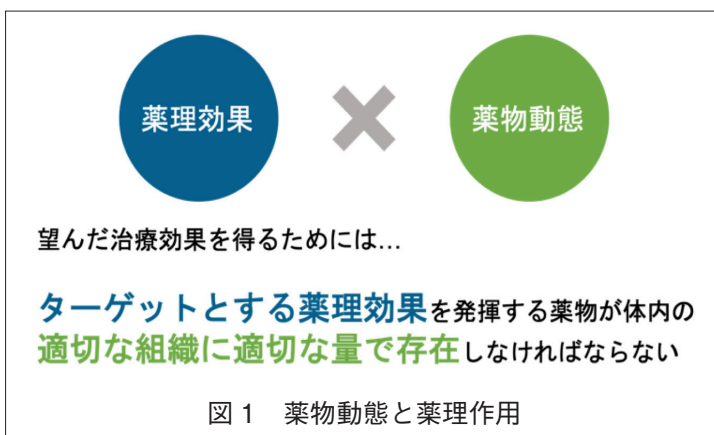 薬理効果
薬物動態
望んだ治療効果を得るためには…
ターゲットとする薬理効果を発揮する薬物が体内の
適切な組織に適切な量で存在しなければならない
図1 薬物動態と薬理作用